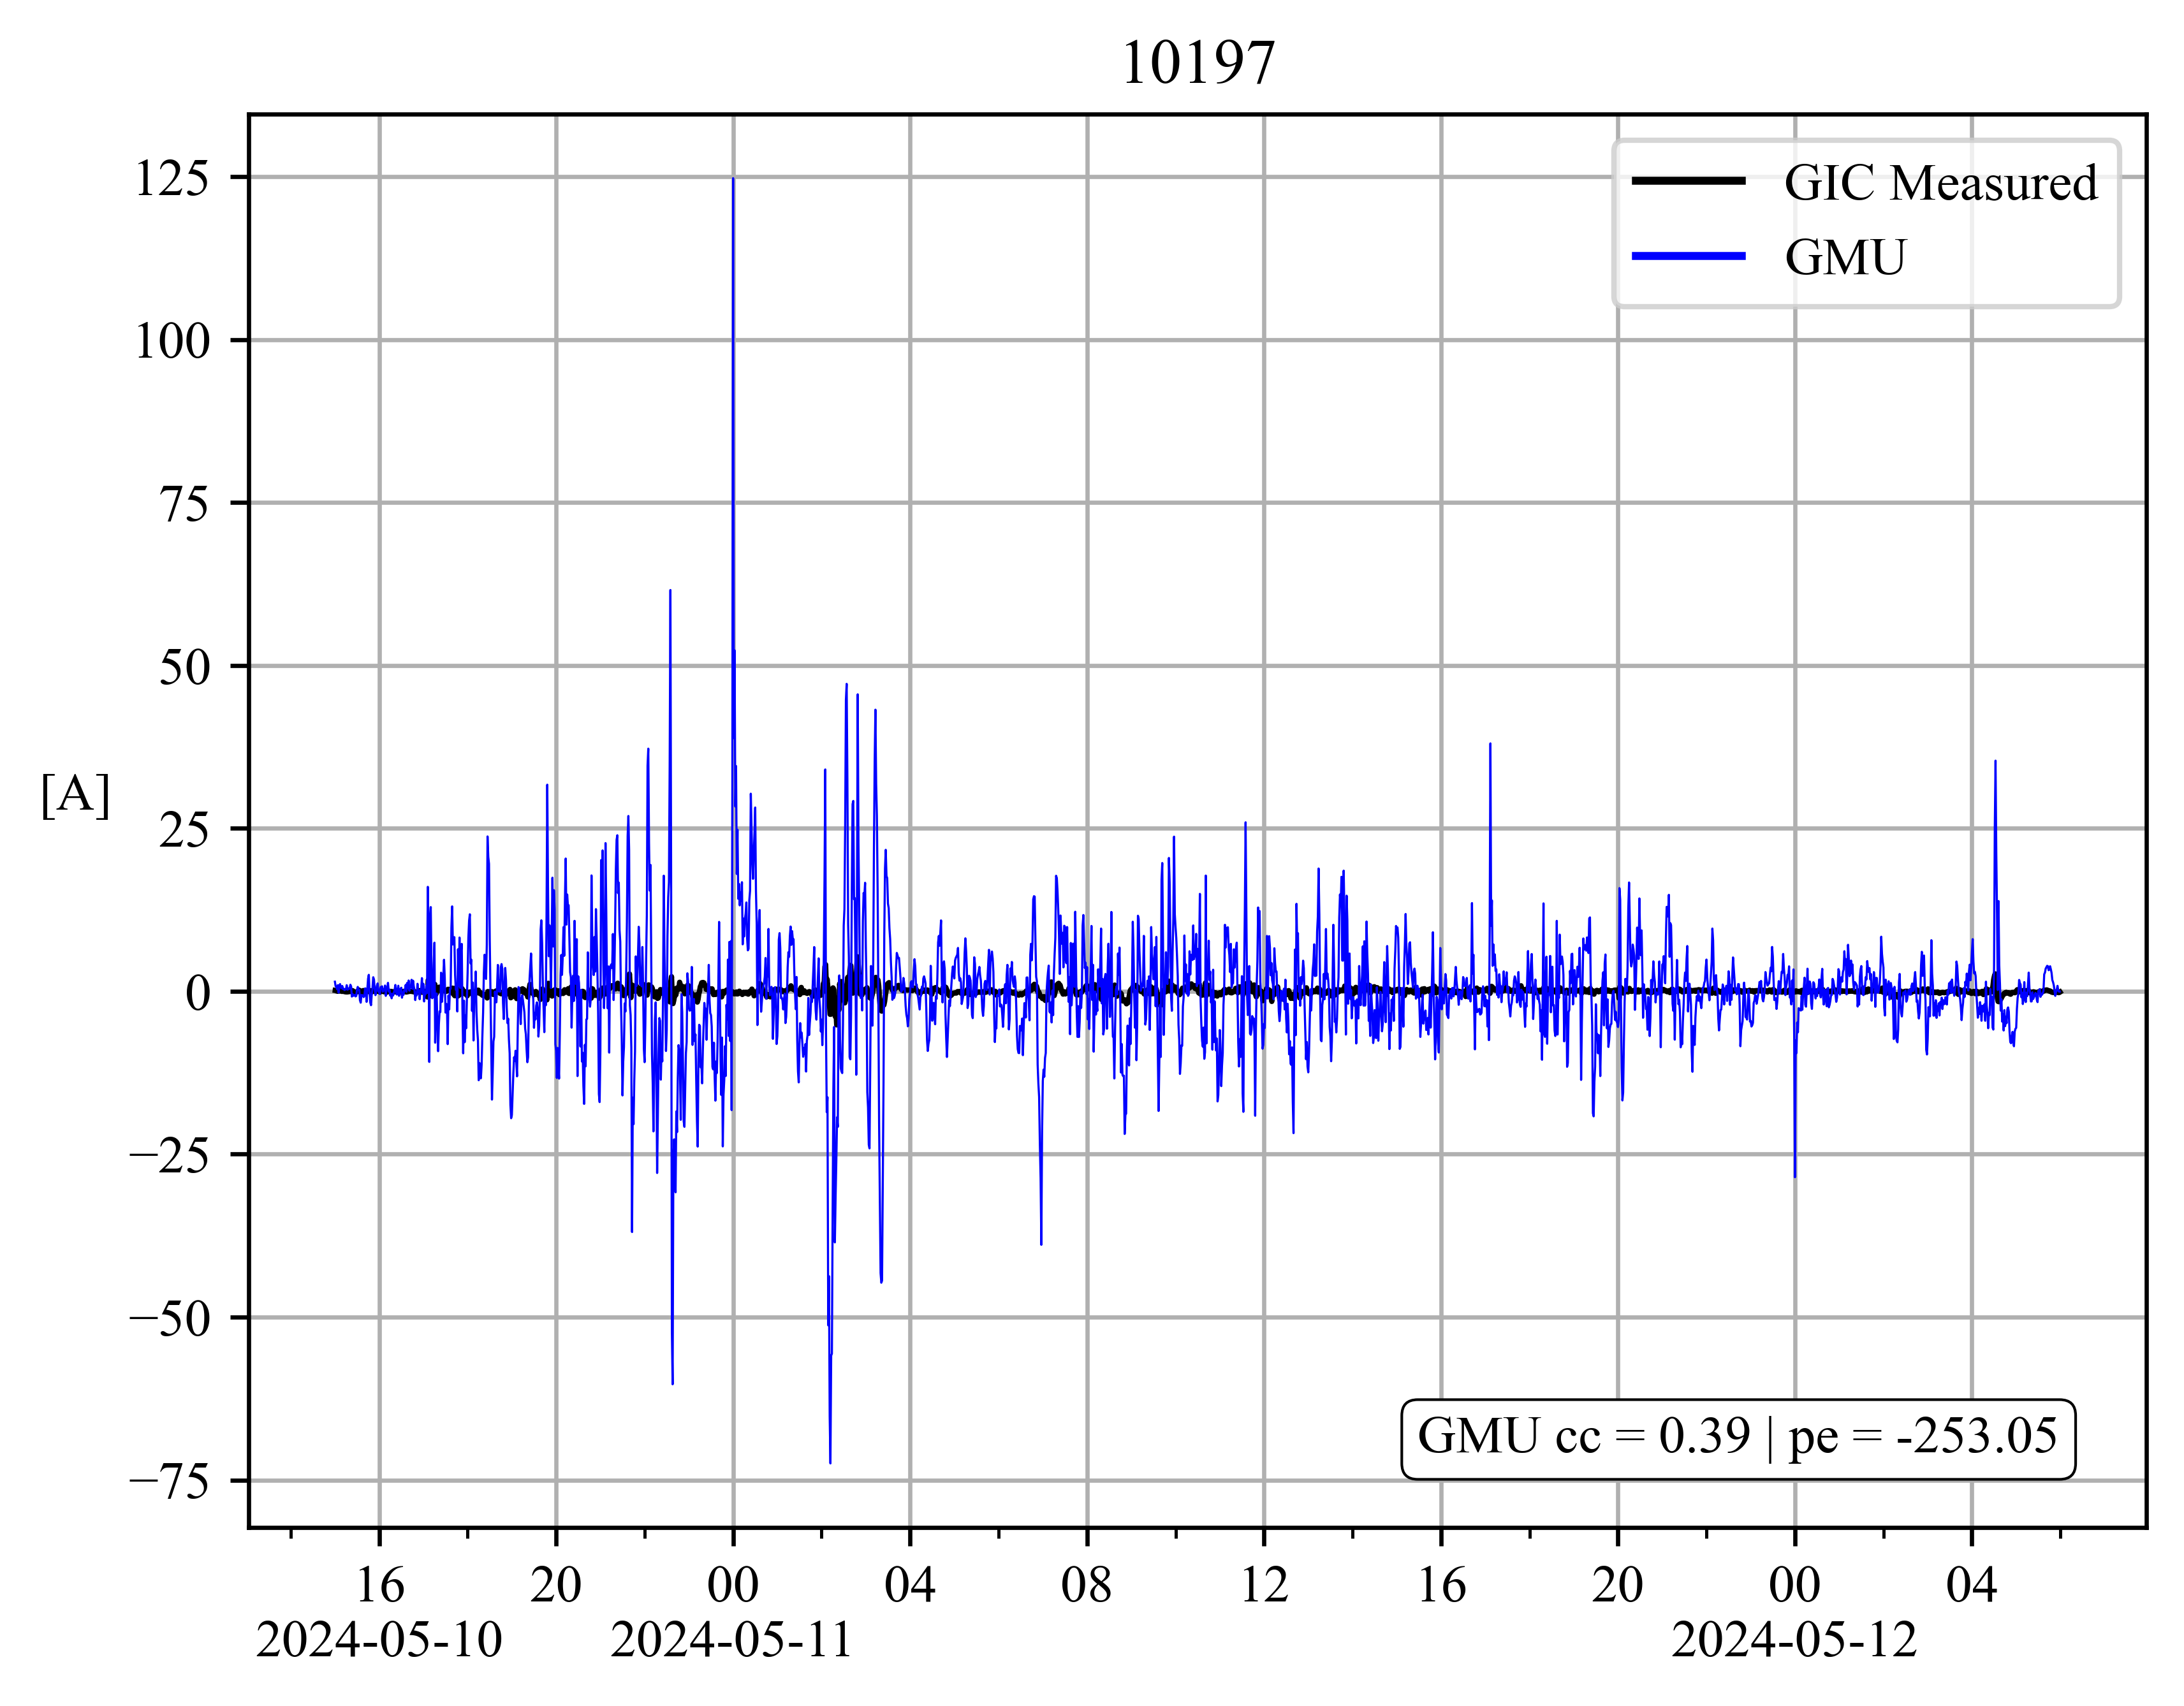 10197
125
100
75
50
25
0
−25
−50
−75
[A]
GIC Measured
GMU
GMU cc = 0.39 | pe = -253.05
16 20 00 04 08 12 16 20 00 04
2024-05-10 2024-05-11 2024-05-12